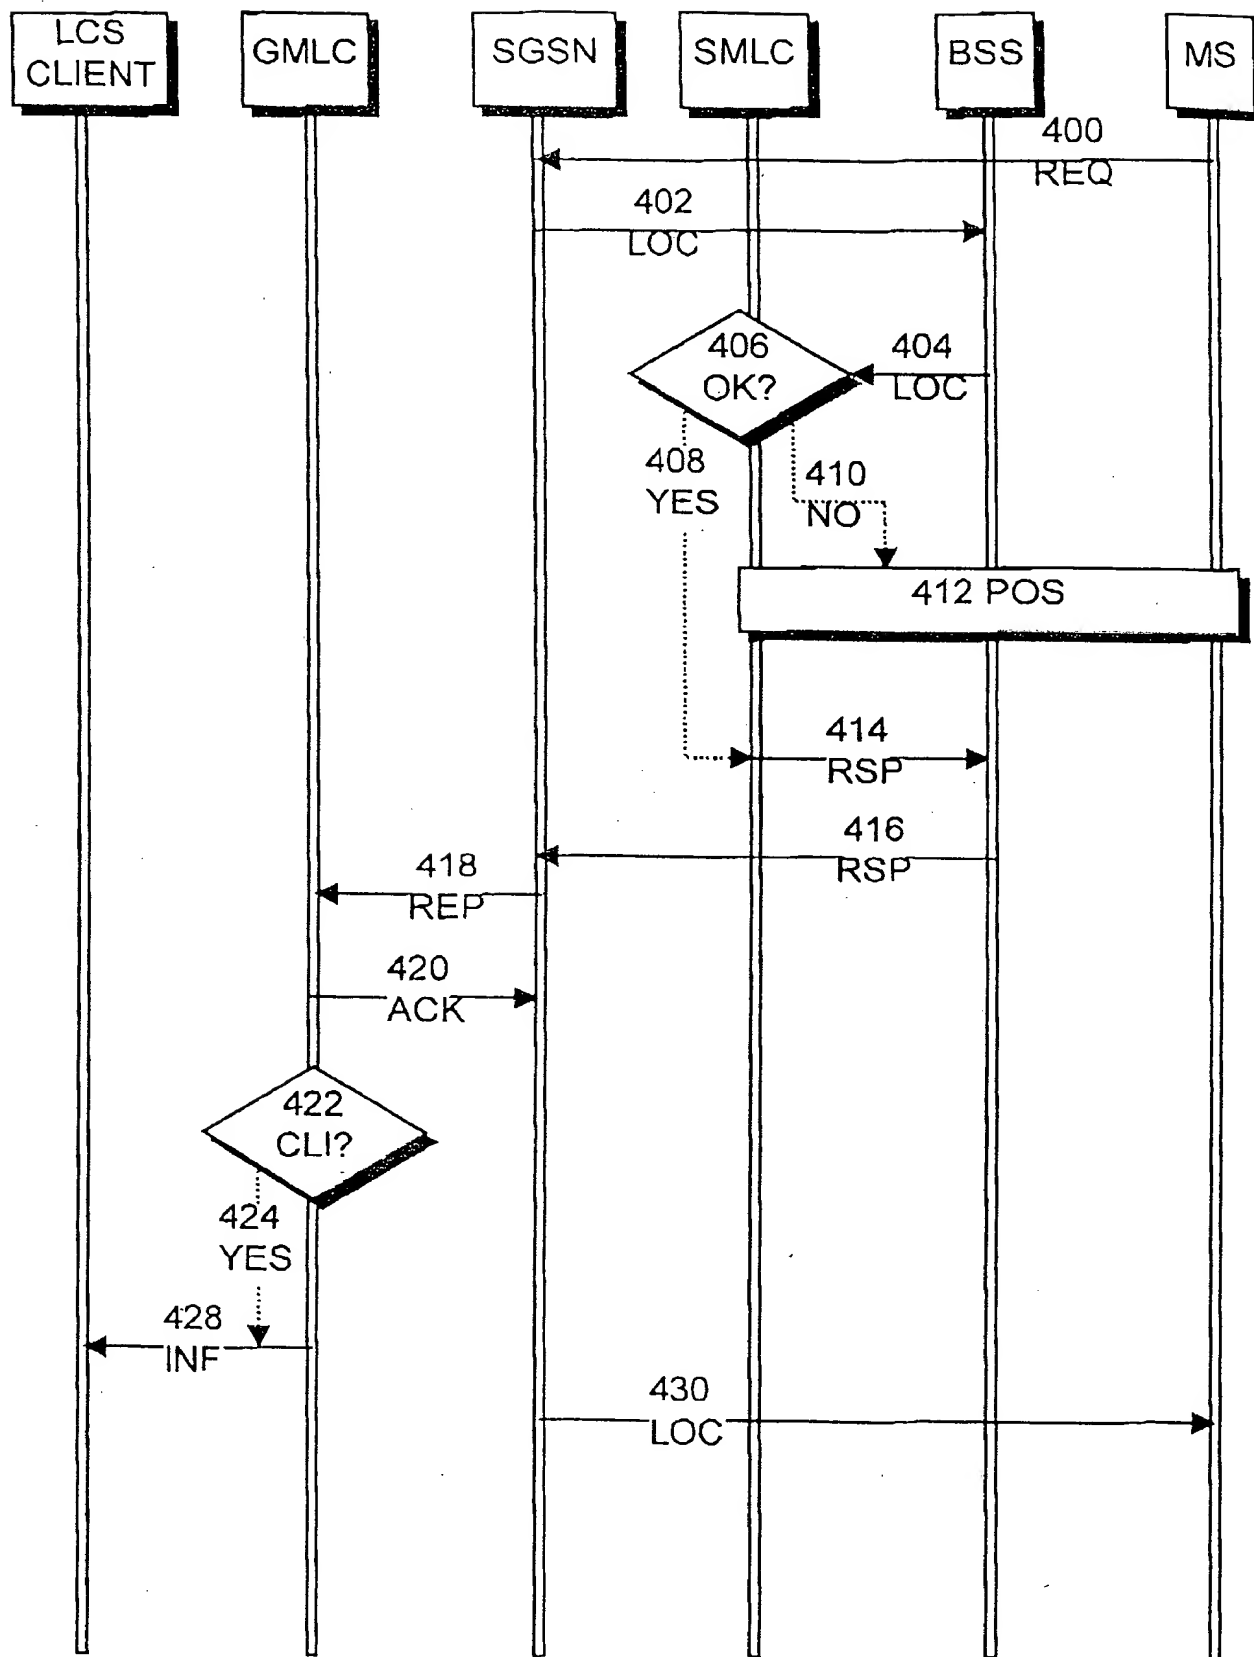 LCS
CLIENT
GMLC
SGSN
SMLC
BSS
MS
400
REQ
402
LOC
406
OK?
404
LOC
408
YES
410
NO
412 POS
414
RSP
416
RSP
418
REP
420
ACK
422
CLI?
424
YES
428
INF
430
LOC